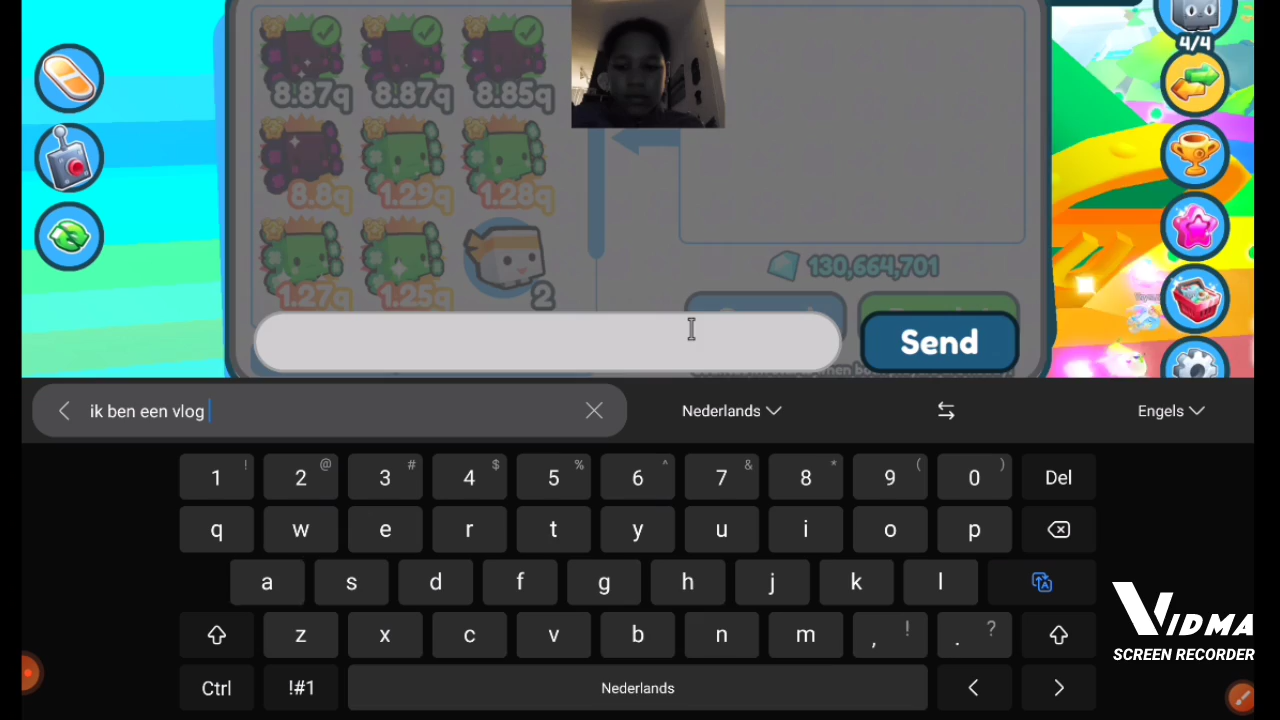 4/4
8.87q 8.87q 8.85q
8.8q 1.29q 1.28q
1.27q 1.25q 2
130,664,701
Send
ik ben een vlog
Nederlands
Engels
1 ! 2 @ 3 # 4 $ 5 % 6 ^ 7 & 8 * 9 ( 0 ) Del
q w e r t y u i o p
a s d f g h j k l
z x c v b n m , ! . ?
Ctrl !#1 Nederlands < >
VIDMA
SCREEN RECORDER